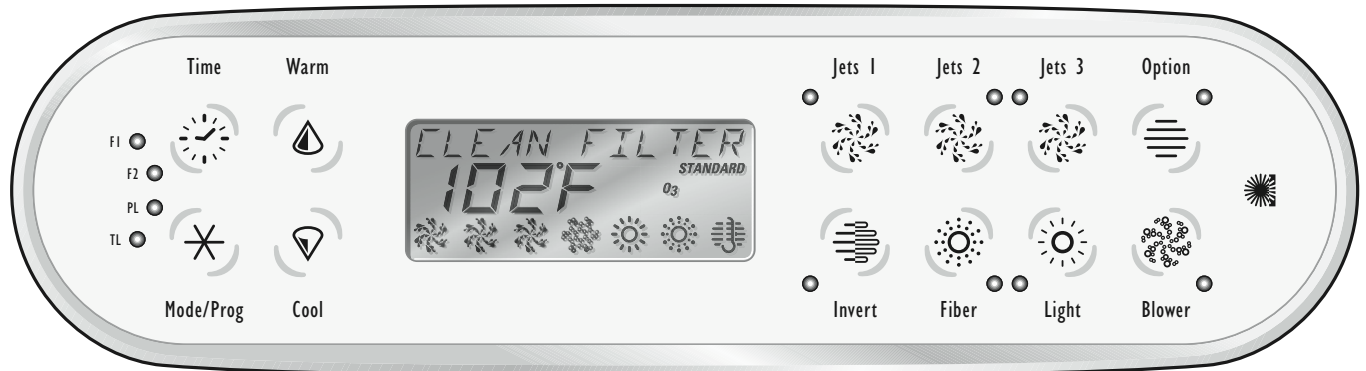 Time Warm
Jets 1 Jets 2 Jets 3 Option
F1
F2
PL
TL
CLEAN FILTER
102°F STANDARD
O3
Mode/Prog Cool
Invert Fiber Light Blower